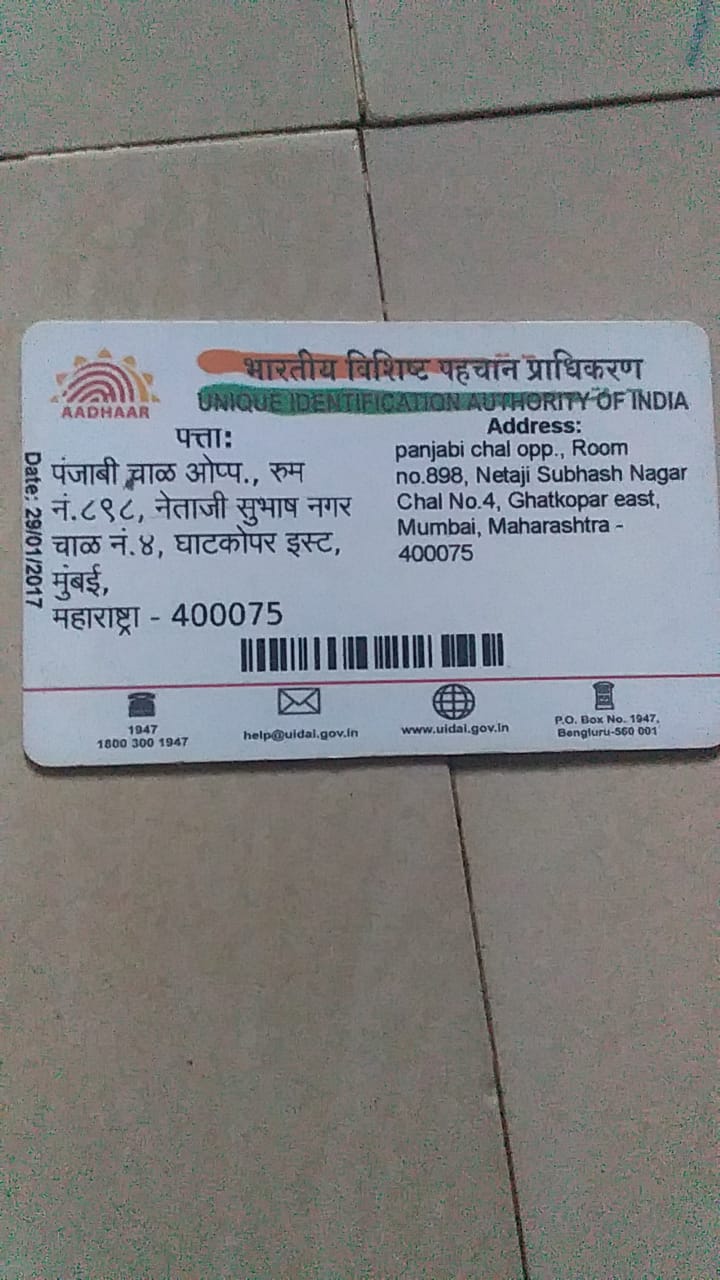 भारतीय विशिष्ट पहचान प्राधिकरण
UNIQUE IDENTIFICATION AUTHORITY OF INDIA
AADHAAR
Date: 29/01/2017
पत्ता:
पंजाबी चाळ ओप्प., रुम
नं.८९८, नेताजी सुभाष नगर
चाळ नं.४, घाटकोपर इस्ट,
मुंबई,
महाराष्ट्रा - 400075
Address:
panjabi chal opp., Room
no.898, Netaji Subhash Nagar
Chal No.4, Ghatkopar east,
Mumbai, Maharashtra -
400075
1947
1800 300 1947
help@uidai.gov.in
www.uidai.gov.in
P.O. Box No. 1947,
Bengluru-560 001